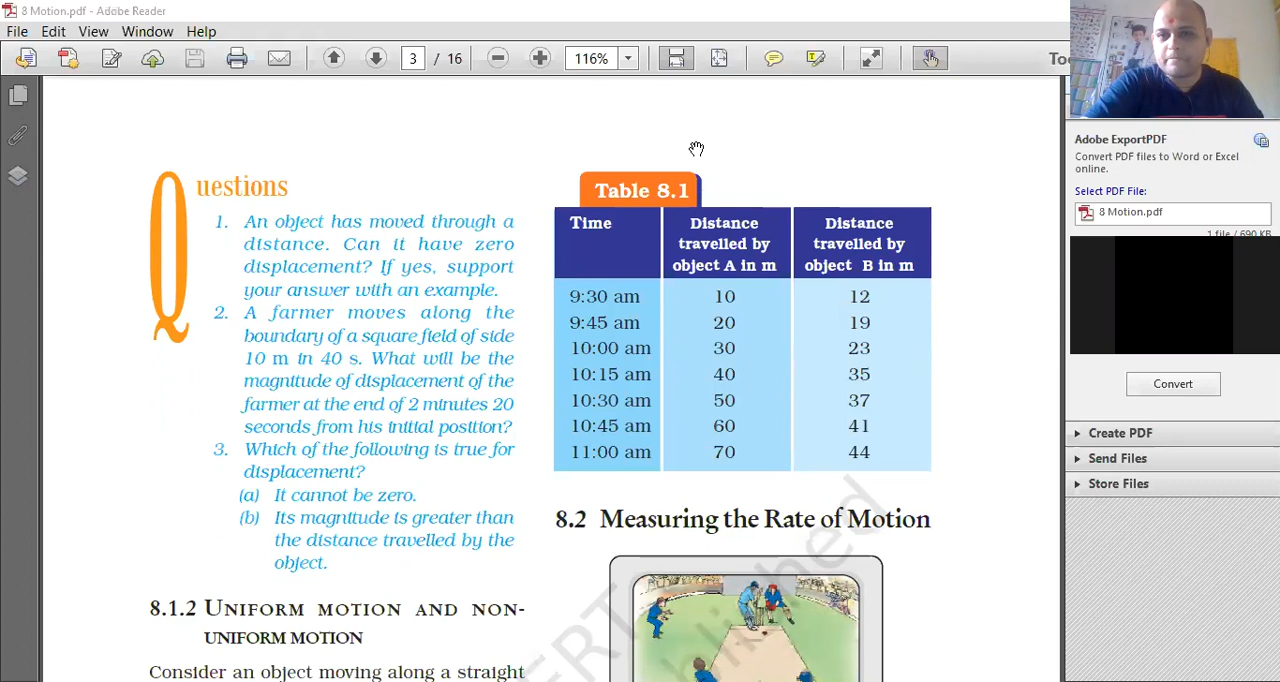 8 Motion.pdf - Adobe Reader
File Edit View Window Help
3 / 16 116%
Adobe ExportPDF
Convert PDF files to Word or Excel
online.
Select PDF File:
8 Motion.pdf
1 file / 690 KB
Convert
Create PDF
Send Files
Store Files
Questions
1. An object has moved through a
distance. Can it have zero
displacement? If yes, support
your answer with an example.
2. A farmer moves along the
boundary of a square field of side
10 m in 40 s. What will be the
magnitude of displacement of the
farmer at the end of 2 minutes 20
seconds from his initial position?
3. Which of the following is true for
displacement?
(a) It cannot be zero.
(b) Its magnitude is greater than
the distance travelled by the
object.
8.1.2 UNIFORM MOTION AND NON-
UNIFORM MOTION
Consider an object moving along a straight
Table 8.1
Time Distance travelled by object A in m Distance travelled by object B in m
9:30 am 10 12
9:45 am 20 19
10:00 am 30 23
10:15 am 40 35
10:30 am 50 37
10:45 am 60 41
11:00 am 70 44
8.2 Measuring the Rate of Motion